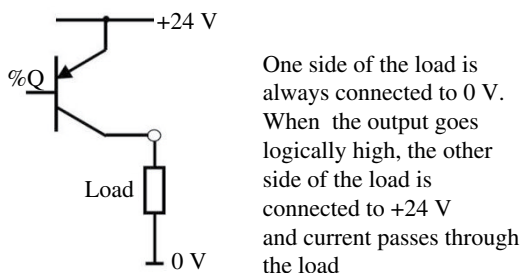 +24 V
%Q
Load
0 V
One side of the load is
always connected to 0 V.
When the output goes
logically high, the other
side of the load is
connected to +24 V
and current passes through
the load